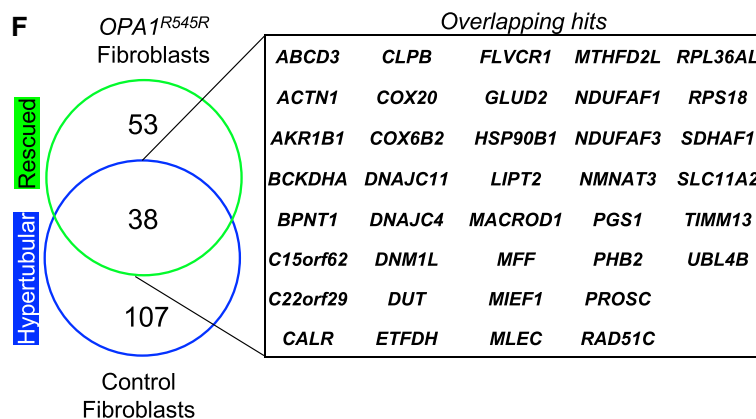 F
OPA1^R545R
Fibroblasts
Rescued
Hypertubular
53
38
107
Control
Fibroblasts
Overlapping hits
ABCD3 CLPB FLVCR1 MTHFD2L RPL36AL
ACTN1 COX20 GLUD2 NDUFAF1 RPS18
AKR1B1 COX6B2 HSP90B1 NDUFAF3 SDHAF1
BCKDHA DNAJC11 LIPT2 NMNAT3 SLC11A2
BPNT1 DNAJC4 MACROD1 PGS1 TIMM13
C15orf62 DNM1L MFF PHB2 UBL4B
C22orf29 DUT MIEF1 PROSC
CALR ETFDH MLEC RAD51C